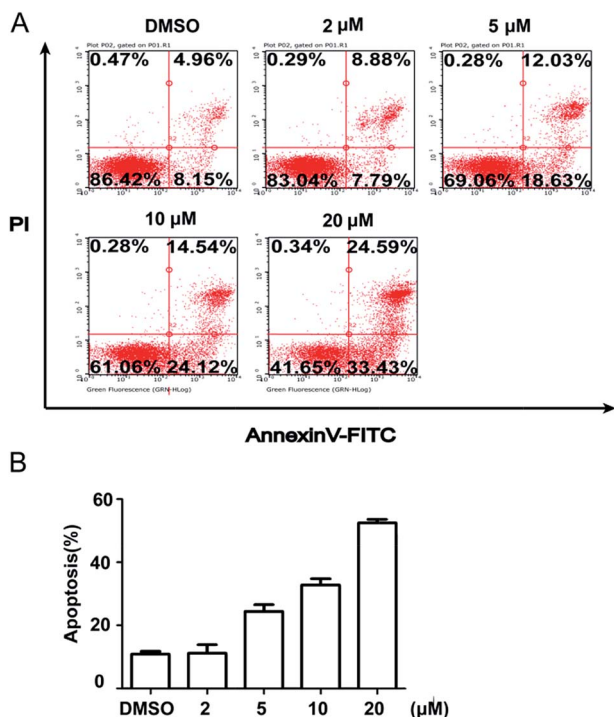 A
DMSO 2 µM 5 µM
Plot P02, gated on P01.R1 Plot P02, gated on P01.R1 Plot P02, gated on P01.R1
0.47% 4.96% 0.29% 8.88% 0.28% 12.03%
86.42% 8.15% 83.04% 7.79% 69.06% 18.63%
PI
10 µM 20 µM
0.28% 14.54% 0.34% 24.59%
61.06% 24.12% 41.65% 33.43%
Green Fluorescence (GRN-HLog) Green Fluorescence (GRN-HLog)
AnnexinV-FITC
B
Apoptosis(%)
60
40
20
0
DMSO 2 5 10 20 (µM)